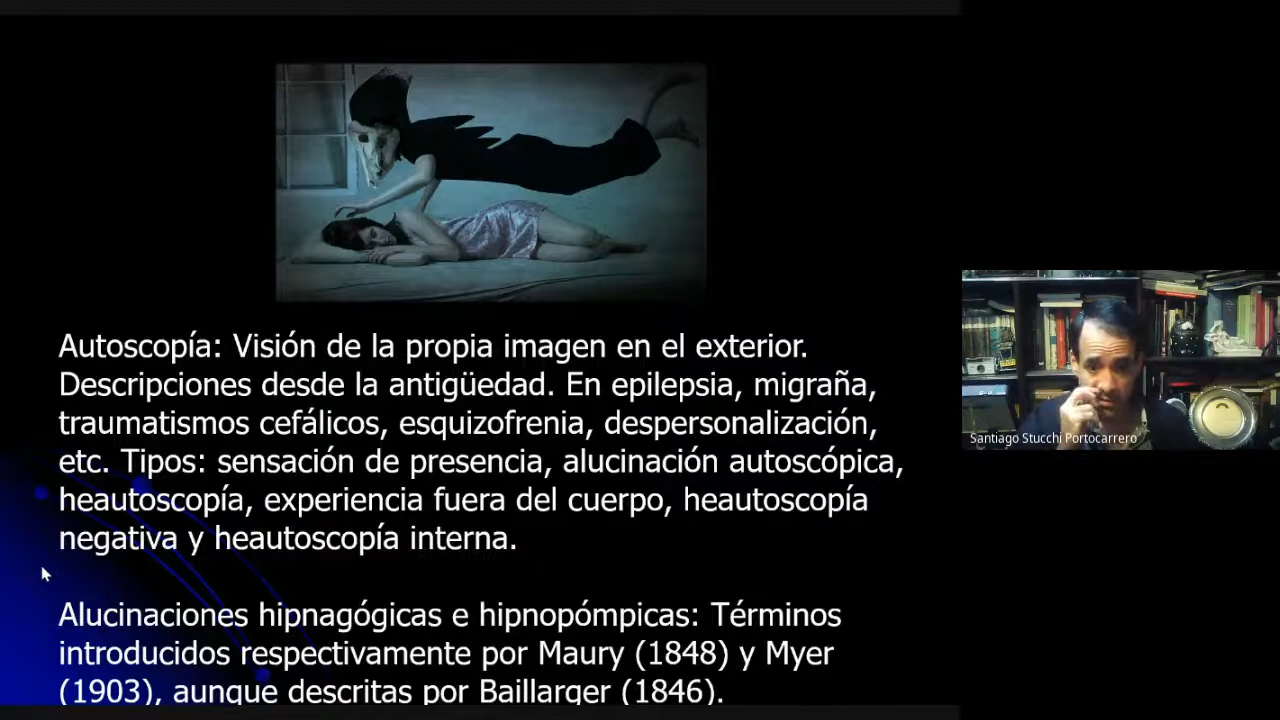 Autoscopía: Visión de la propia imagen en el exterior.
Descripciones desde la antigüedad. En epilepsia, migraña,
traumatismos cefálicos, esquizofrenia, despersonalización,
etc. Tipos: sensación de presencia, alucinación autoscópica,
heautoscopía, experiencia fuera del cuerpo, heautoscopía
negativa y heautoscopía interna.
Alucinaciones hipnagógicas e hipnopómpicas: Términos
introducidos respectivamente por Maury (1848) y Myer
(1903), aunque descritas por Baillarger (1846).
Santiago Stucchi Portocarrero